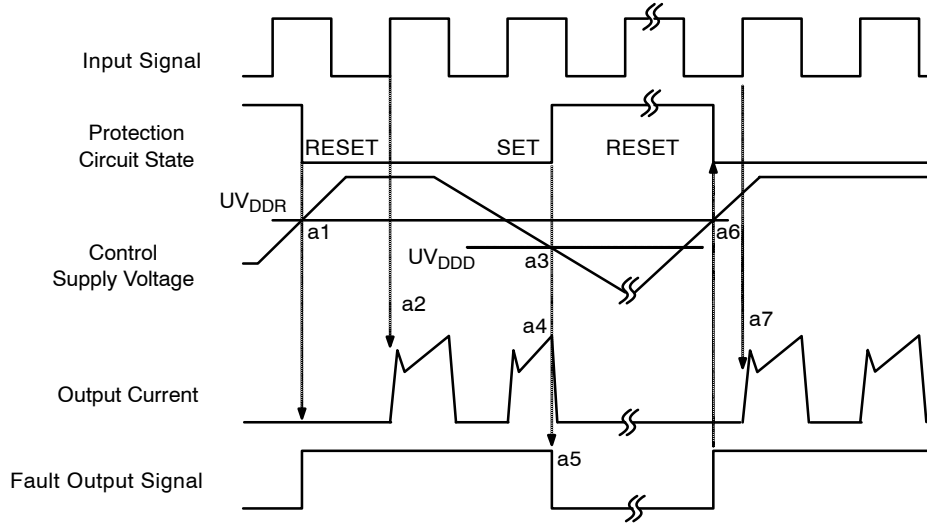 Input Signal
Protection
Circuit State
RESET
SET
RESET
UVDDR
a1
a6
Control
Supply Voltage
UVDDD
a3
a2
a4
a7
Output Current
a5
Fault Output Signal